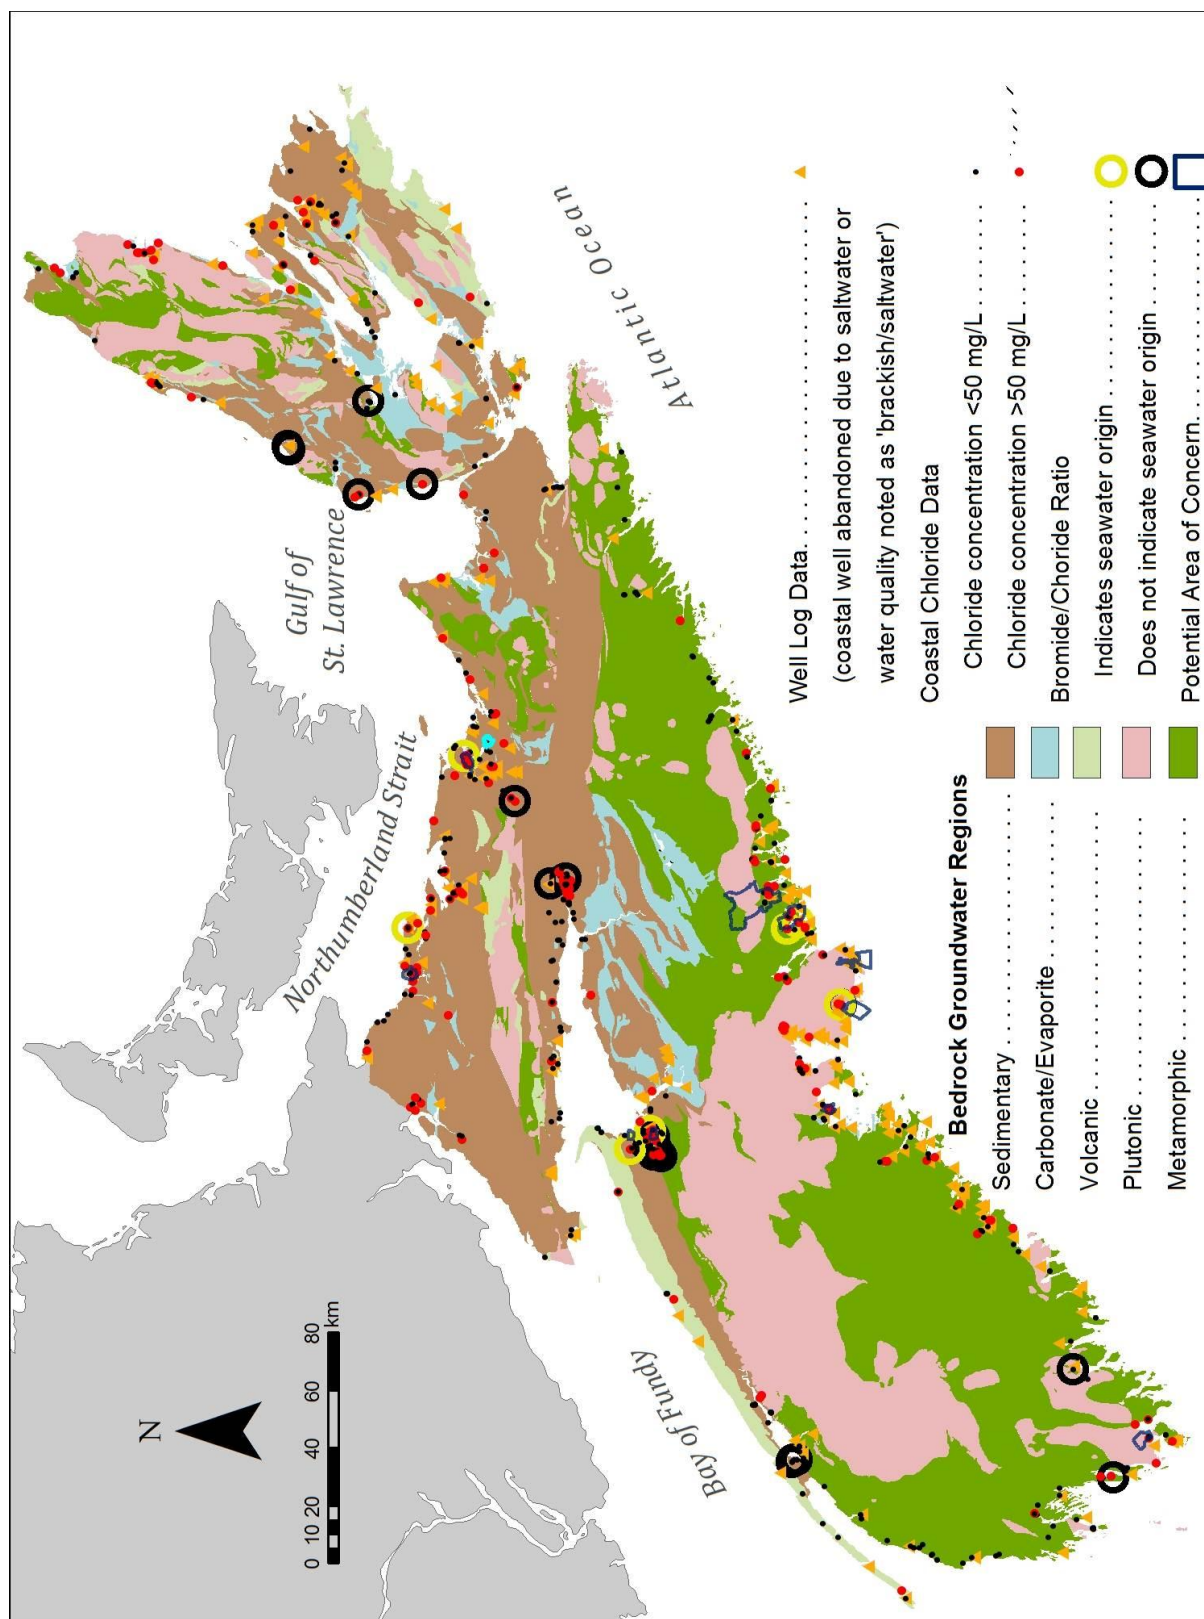 Gulf of
St. Lawrence
Northumberland Strait
Atlantic Ocean
Bay of Fundy
N
0 10 20 40 60 80
km
Bedrock Groundwater Regions
Sedimentary . . . . . . . . . . . . . . . . .
Carbonate/Evaporite . . . . . . . . . .
Volcanic . . . . . . . . . . . . . . . . . . . .
Plutonic . . . . . . . . . . . . . . . . . . . .
Metamorphic . . . . . . . . . . . . . . . .
Well Log Data. . . . . . . . . . . . . . . . . . . . . . . . . . . .
(coastal well abandoned due to saltwater or
water quality noted as 'brackish/saltwater')
Coastal Chloride Data
Chloride concentration <50 mg/L . . . . . . . . .
Chloride concentration >50 mg/L . . . . . . . . .
Bromide/Choride Ratio
Indicates seawater origin . . . . . . . . . . . . . . .
Does not indicate seawater origin . . . . . . . .
Potential Area of Concern. . . . . . . . . . . . . . . . . .